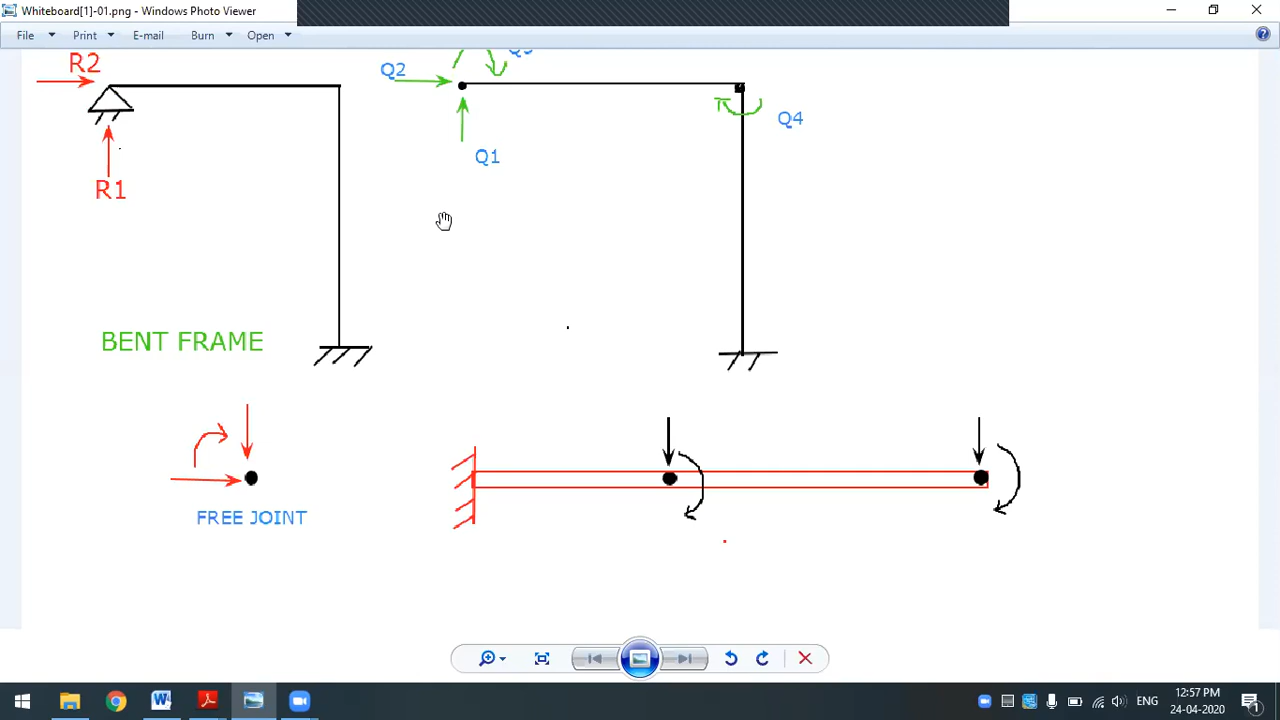 Whiteboard[1]-01.png - Windows Photo Viewer
File Print E-mail Burn Open
R2
R1
Q2
Q1
Q4
BENT FRAME
FREE JOINT
ENG
12:57 PM
24-04-2020